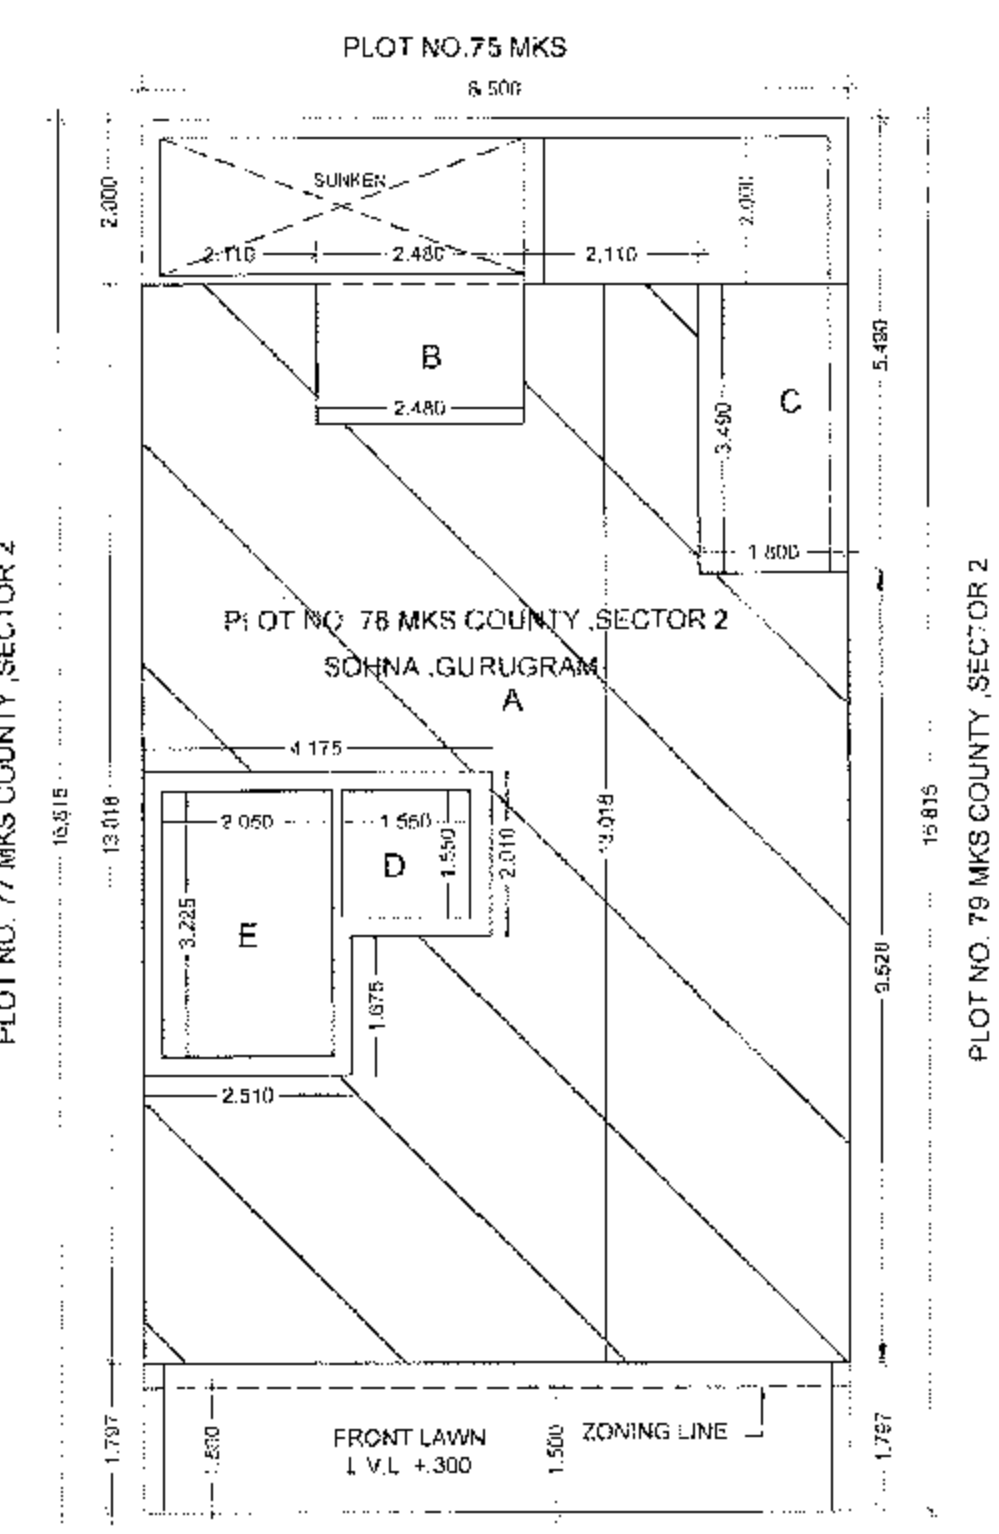 PLOT NO.75 MKS
8.500
2.000
SUNKEN
2.000
2.110
2.480
2.110
B
2.480
C
3.490
5.490
1.800
PLOT NO. 78 MKS COUNTY ,SECTOR 2
SOHNA ,GURUGRAM
A
PLOT NO. 77 MKS COUNTY ,SECTOR 2
PLOT NO. 79 MKS COUNTY ,SECTOR 2
4.175
16.815
13.018
2.050
1.550
1.550
2.010
13.018
16.815
D
E
3.225
1.675
9.528
2.510
1.797
FRONT LAWN
LVL +.300
1.500
ZONING LINE
1.797